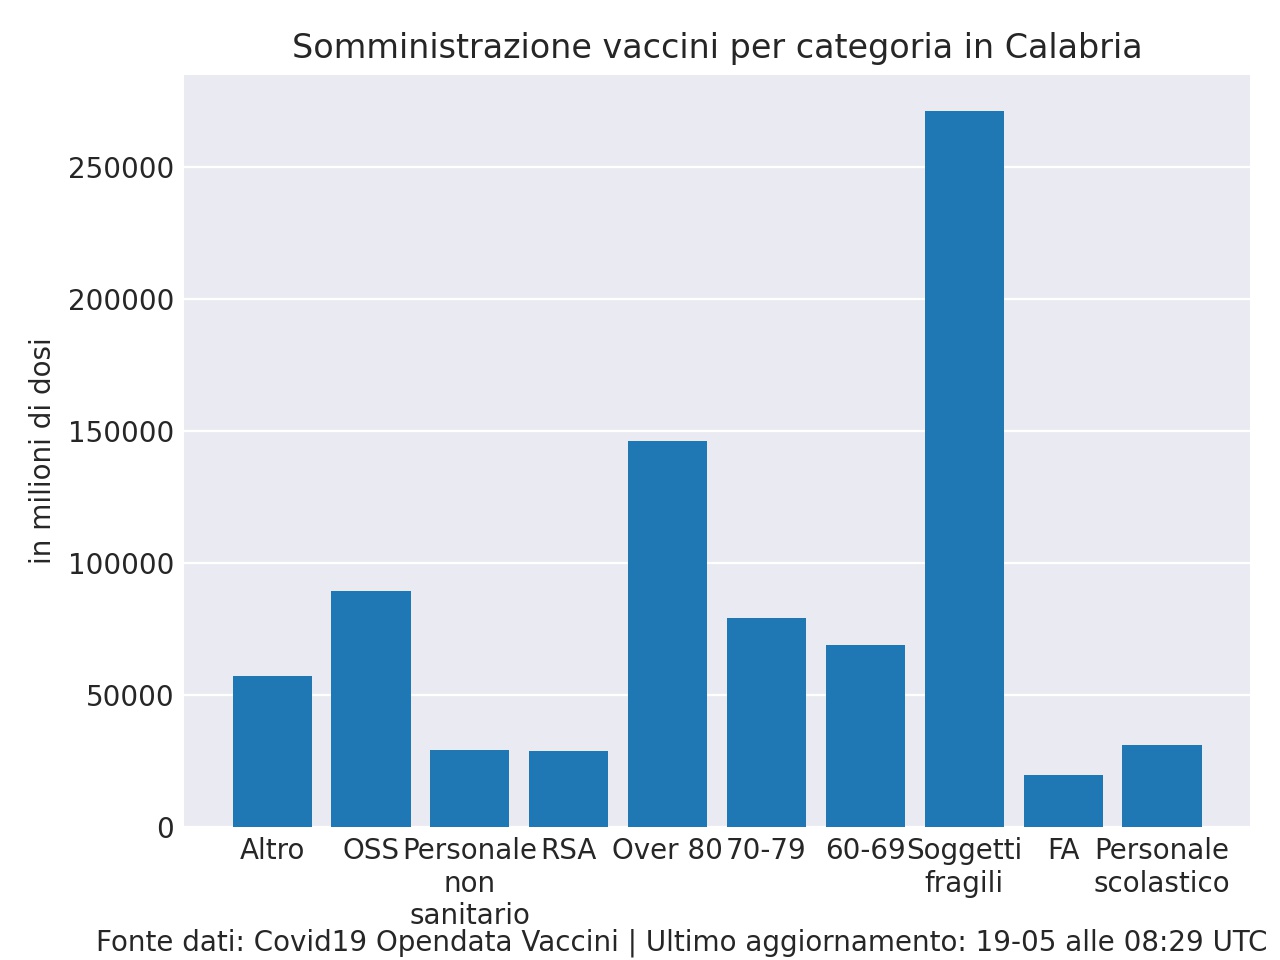 Somministrazione vaccini per categoria in Calabria
in milioni di dosi
250000
200000
150000
100000
50000
0
Altro
OSS
Personale
non
sanitario
RSA
Over 80
70-79
60-69
Soggetti
fragili
FA
Personale
scolastico
Fonte dati: Covid19 Opendata Vaccini | Ultimo aggiornamento: 19-05 alle 08:29 UTC